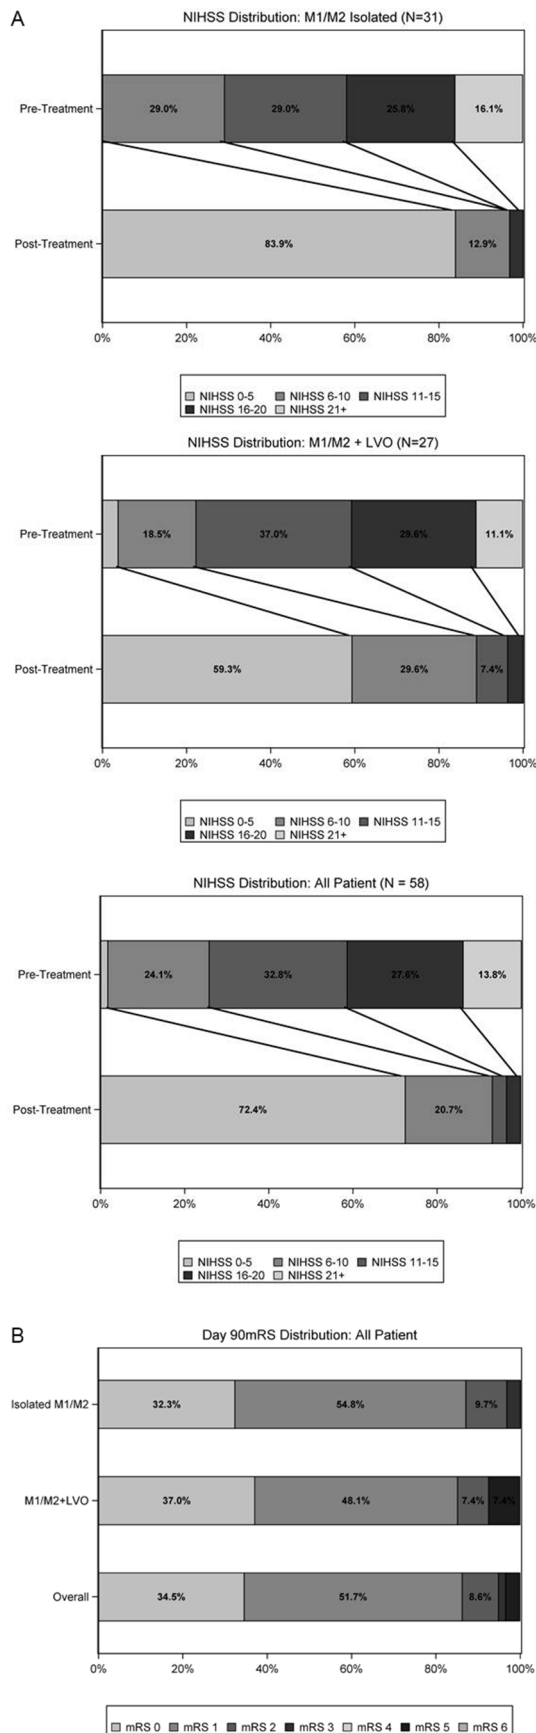 A
NIHSS Distribution: M1/M2 Isolated (N=31)
Pre-Treatment
29.0% 29.0% 25.8% 16.1%
Post-Treatment
83.9% 12.9%
0% 20% 40% 60% 80% 100%
NIHSS 0-5 NIHSS 6-10 NIHSS 11-15
NIHSS 16-20 NIHSS 21+
NIHSS Distribution: M1/M2 + LVO (N=27)
Pre-Treatment
18.5% 37.0% 29.6% 11.1%
Post-Treatment
59.3% 29.6% 7.4%
0% 20% 40% 60% 80% 100%
NIHSS 0-5 NIHSS 6-10 NIHSS 11-15
NIHSS 16-20 NIHSS 21+
NIHSS Distribution: All Patient (N = 58)
Pre-Treatment
24.1% 32.8% 27.6% 13.8%
Post-Treatment
72.4% 20.7%
0% 20% 40% 60% 80% 100%
NIHSS 0-5 NIHSS 6-10 NIHSS 11-15
NIHSS 16-20 NIHSS 21+
B
Day 90mRS Distribution: All Patient
Isolated M1/M2
32.3% 54.8% 9.7%
M1/M2+LVO
37.0% 48.1% 7.4% 7.4%
Overall
34.5% 51.7% 8.6%
0% 20% 40% 60% 80% 100%
mRS 0 mRS 1 mRS 2 mRS 3 mRS 4 mRS 5 mRS 6